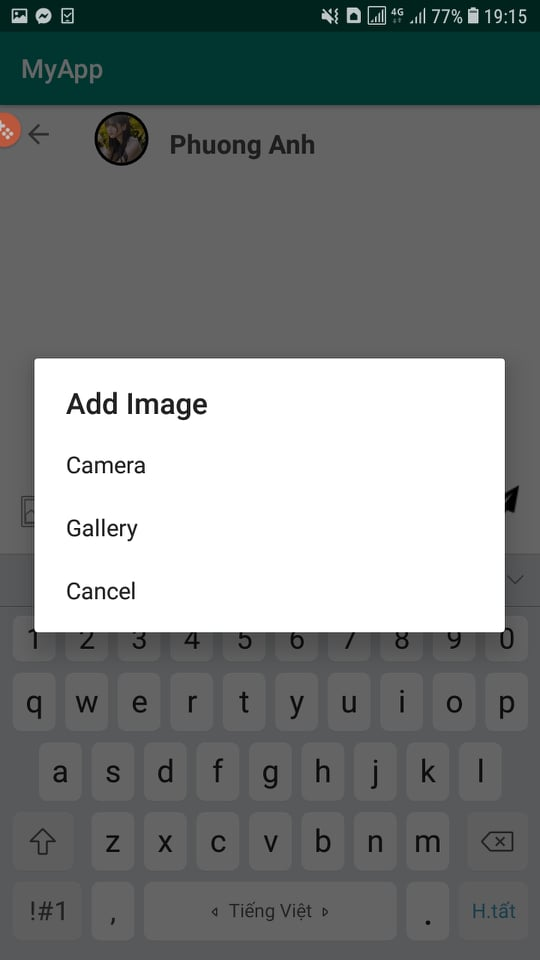 4G 77% 19:15
MyApp
Phuong Anh
Add Image
Camera
Gallery
Cancel
1 2 3 4 5 6 7 8 9 0
q w e r t y u i o p
a s d f g h j k l
z x c v b n m
!#1 , Tiếng Việt . H.tất